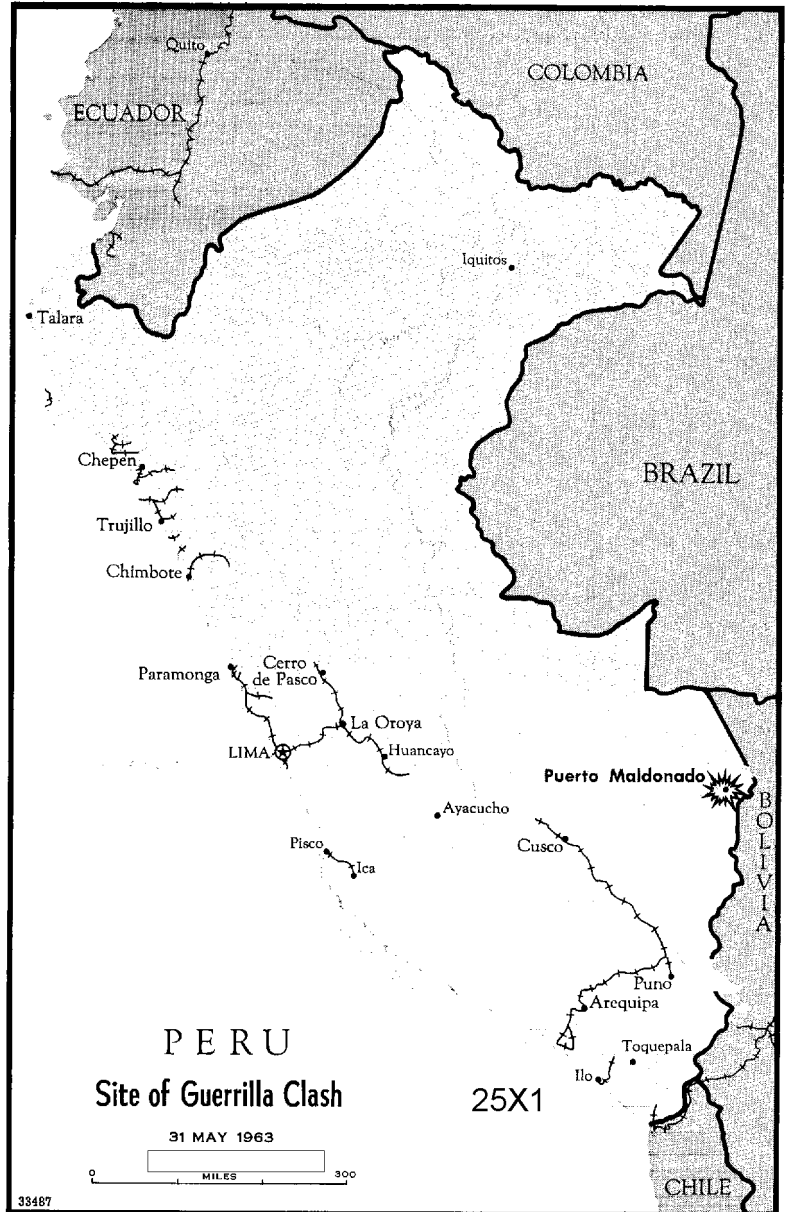 Quito
COLOMBIA
ECUADOR
Iquitos
Talara
Chepén
BRAZIL
Trujillo
Chimbote
Paramonga
Cerro
de Pasco
La Oroya
LIMA
Huancayo
Puerto Maldonado
BOLIVIA
Ayacucho
Cusco
Pisco
Ica
Puno
Arequipa
PERU
Toquepala
Ilo
Site of Guerrilla Clash
25X1
31 MAY 1963
0 MILES 300
CHILE
33487